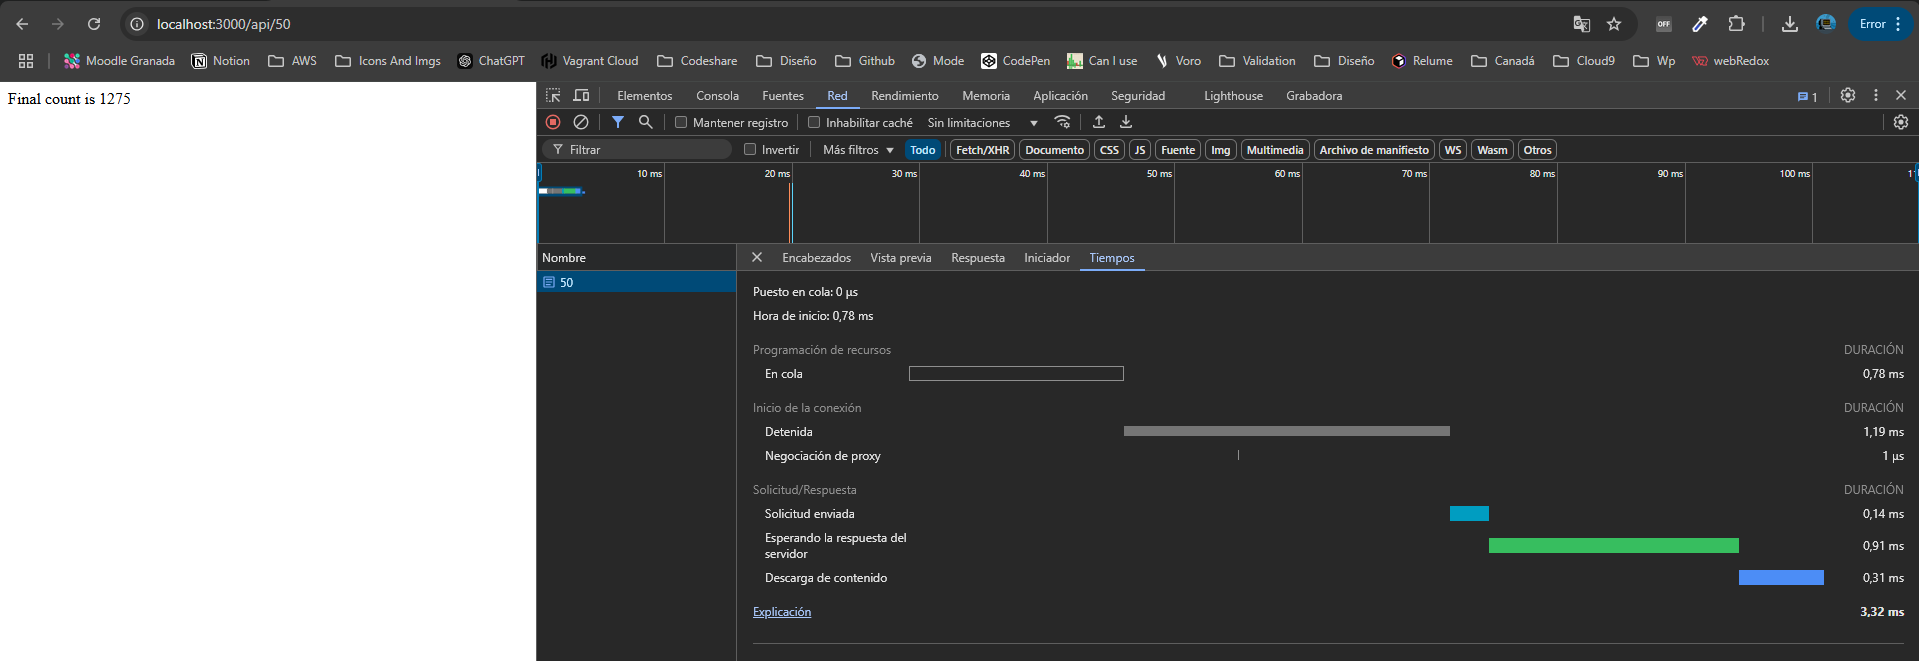 localhost:3000/api/50
OFF
Error
Moodle Granada
Notion
AWS
Icons And Imgs
ChatGPT
Vagrant Cloud
Codeshare
Diseño
Github
Mode
CodePen
Can I use
Voro
Validation
Diseño
Relume
Canadá
Cloud9
Wp
webRedox
Final count is 1275
Elementos Consola Fuentes Red Rendimiento Memoria Aplicación Seguridad Lighthouse Grabadora 1
Mantener registro Inhabilitar caché Sin limitaciones
Filtrar Invertir Más filtros Todo Fetch/XHR Documento CSS JS Fuente Img Multimedia Archivo de manifiesto WS Wasm Otros
10 ms 20 ms 30 ms 40 ms 50 ms 60 ms 70 ms 80 ms 90 ms 100 ms
Nombre
50
Encabezados Vista previa Respuesta Iniciador Tiempos
Puesto en cola: 0 µs
Hora de inicio: 0,78 ms
Programación de recursos DURACIÓN
En cola 0,78 ms
Inicio de la conexión DURACIÓN
Detenida 1,19 ms
Negociación de proxy 1 µs
Solicitud/Respuesta DURACIÓN
Solicitud enviada 0,14 ms
Esperando la respuesta del
servidor 0,91 ms
Descarga de contenido 0,31 ms
Explicación 3,32 ms